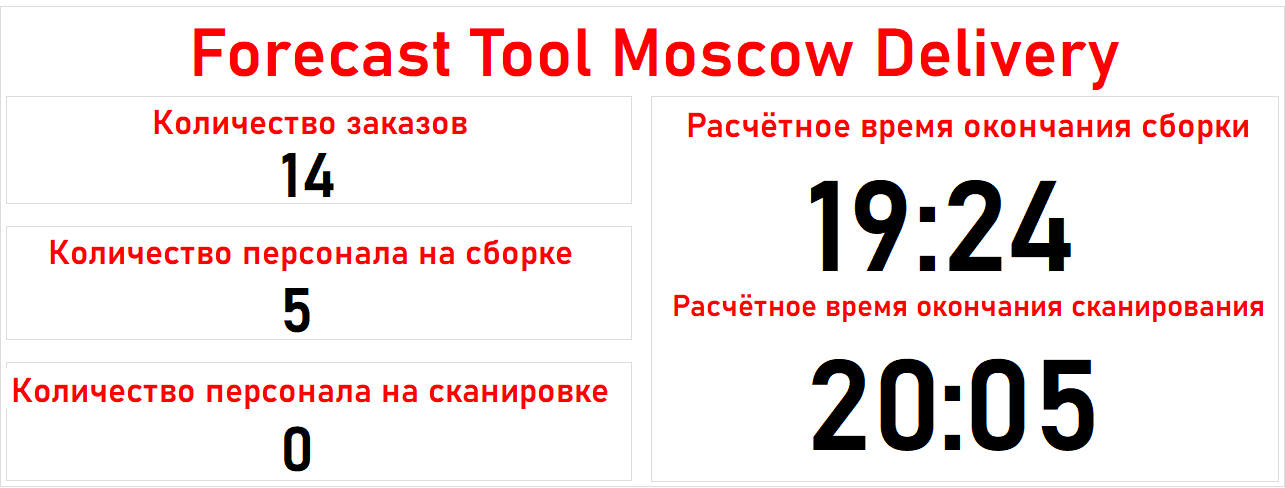 Forecast Tool Moscow Delivery
Количество заказов
14
Количество персонала на сборке
5
Количество персонала на сканировке
0
Расчётное время окончания сборки
19:24
Расчётное время окончания сканирования
20:05